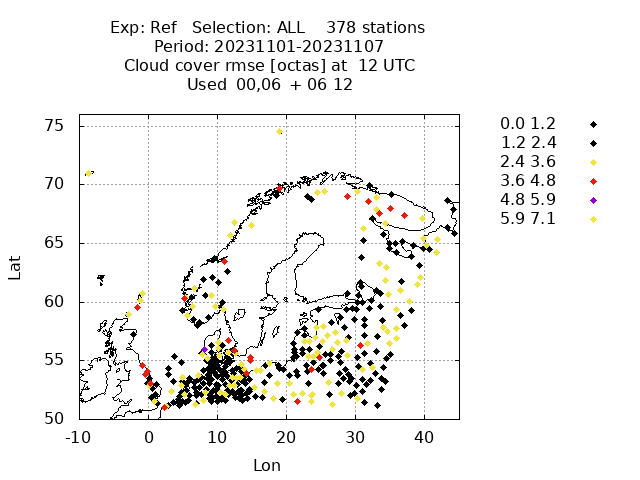 Exp: Ref Selection: ALL 378 stations
Period: 20231101-20231107
Cloud cover rmse [octas] at 12 UTC
Used 00,06 + 06 12
0.0 1.2
1.2 2.4
2.4 3.6
3.6 4.8
4.8 5.9
5.9 7.1
75
70
65
60
55
50
Lat
-10 0 10 20 30 40
Lon